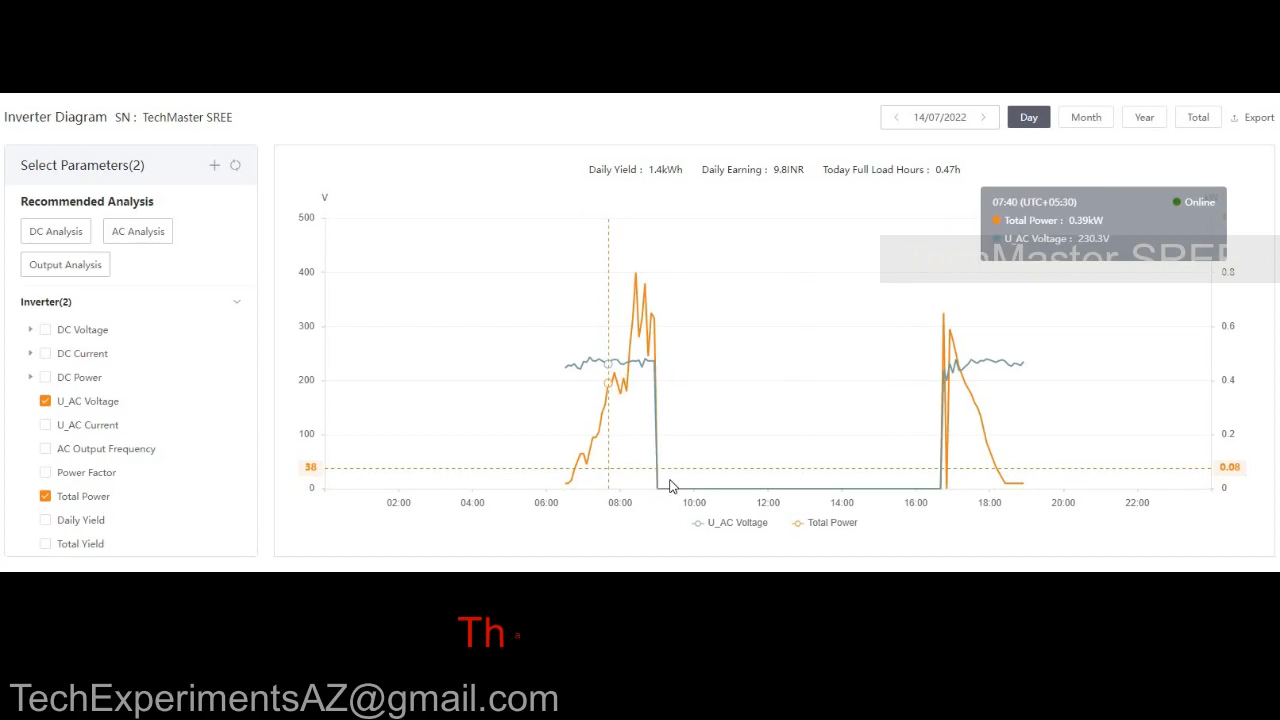 Inverter Diagram SN : TechMaster SREE
14/07/2022 Day Month Year Total Export
Select Parameters(2)
Recommended Analysis
DC Analysis AC Analysis
Output Analysis
Inverter(2)
DC Voltage
DC Current
DC Power
U_AC Voltage
U_AC Current
AC Output Frequency
Power Factor
Total Power
Daily Yield
Total Yield
Daily Yield : 1.4kWh Daily Earning : 9.8INR Today Full Load Hours : 0.47h
V
07:40 (UTC+05:30) Online
Total Power : 0.39kW
U_AC Voltage : 230.3V
TechMaster SREE
500
400 0.8
300 0.6
200 0.4
100 0.2
38 0.08
0 0
02:00 04:00 06:00 08:00 10:00 12:00 14:00 16:00 18:00 20:00 22:00
U_AC Voltage Total Power
Th a
TechExperimentsAZ@gmail.com